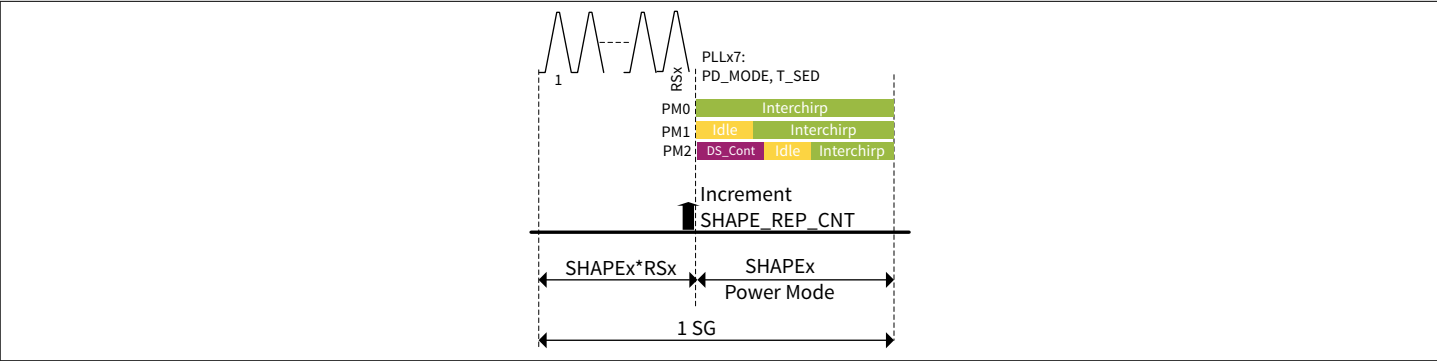 1
RSx
PLLx7:
PD_MODE, T_SED
PM0 Interchirp
PM1 Idle Interchirp
PM2 DS_Cont Idle Interchirp
Increment
SHAPE_REP_CNT
SHAPEx*RSx
SHAPEx
Power Mode
1 SG